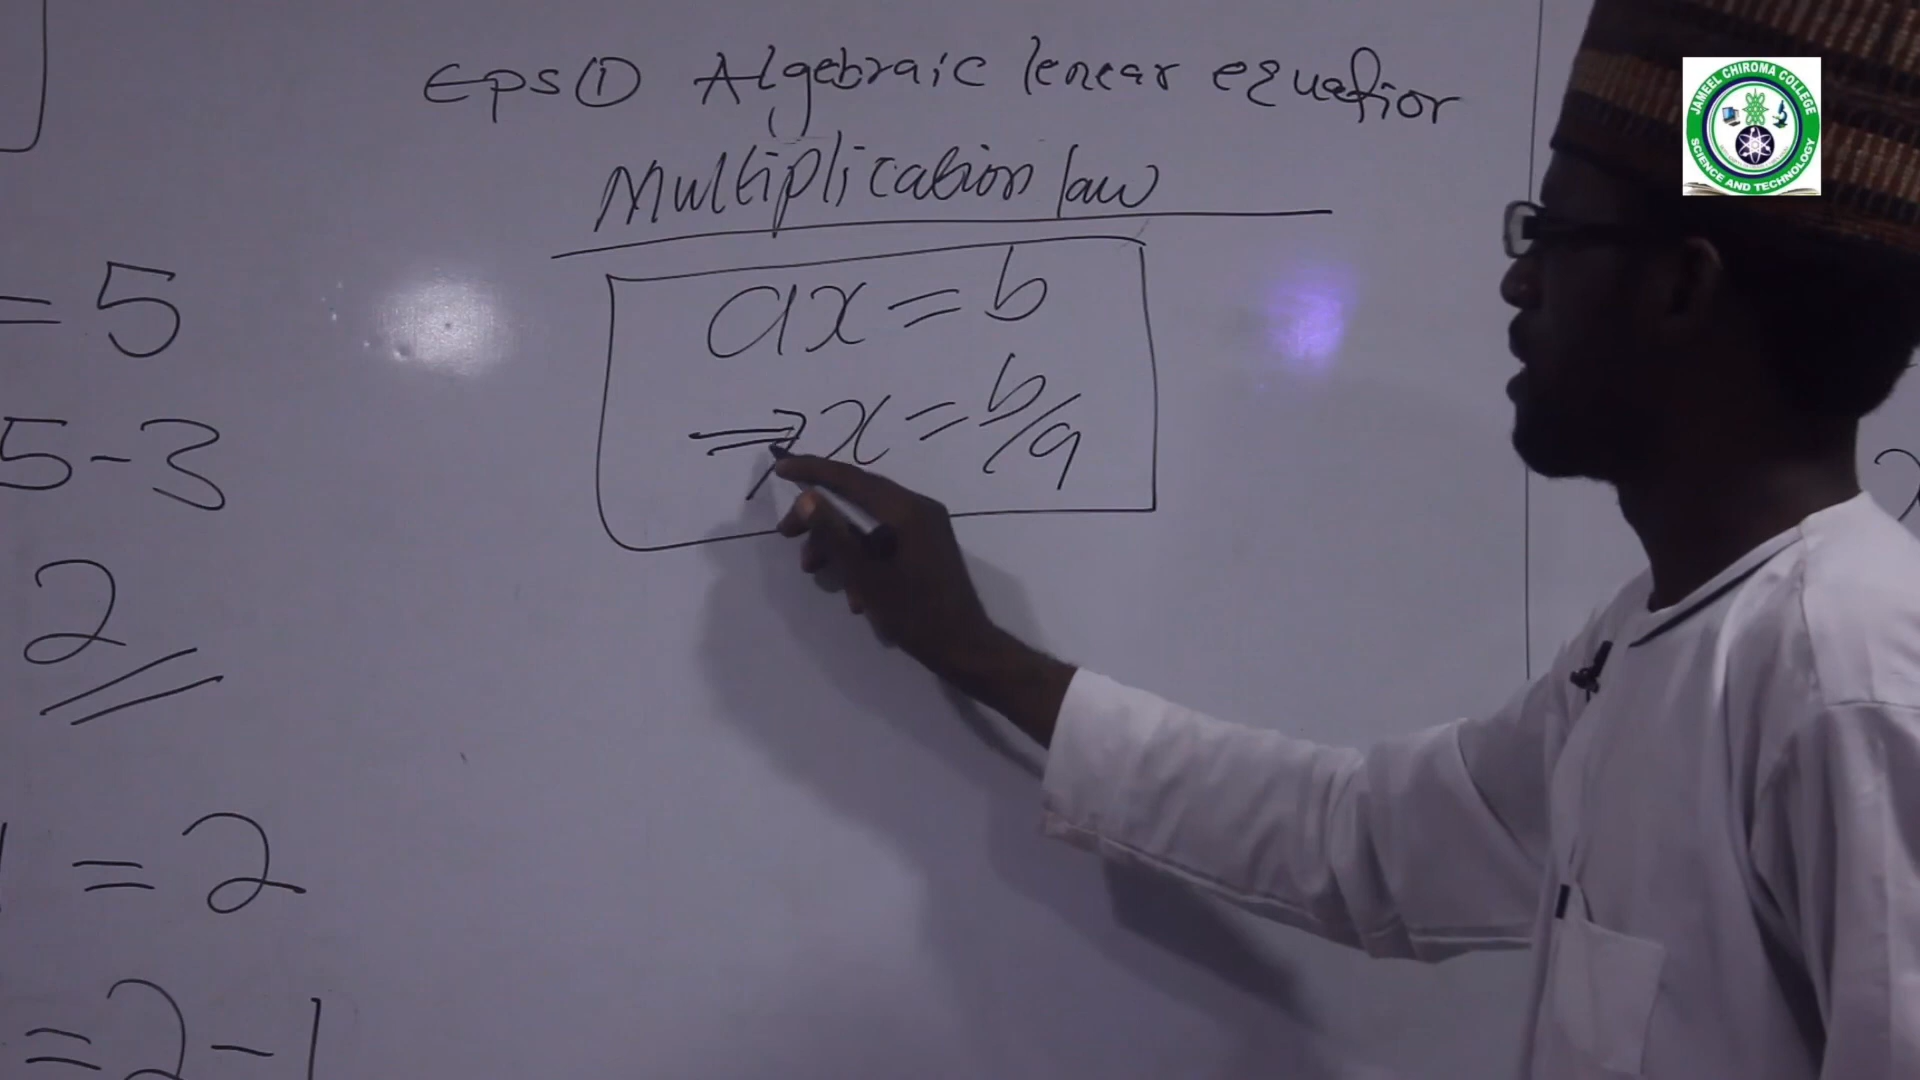 Eps① Algebraic lenear equation
Multiplication law
ax = b
⇒ x = b/a
= 5
5 - 3
2
= 2
= 2 - 1
JAMEEL CHIROMA COLLEGE
SCIENCE AND TECHNOLOGY